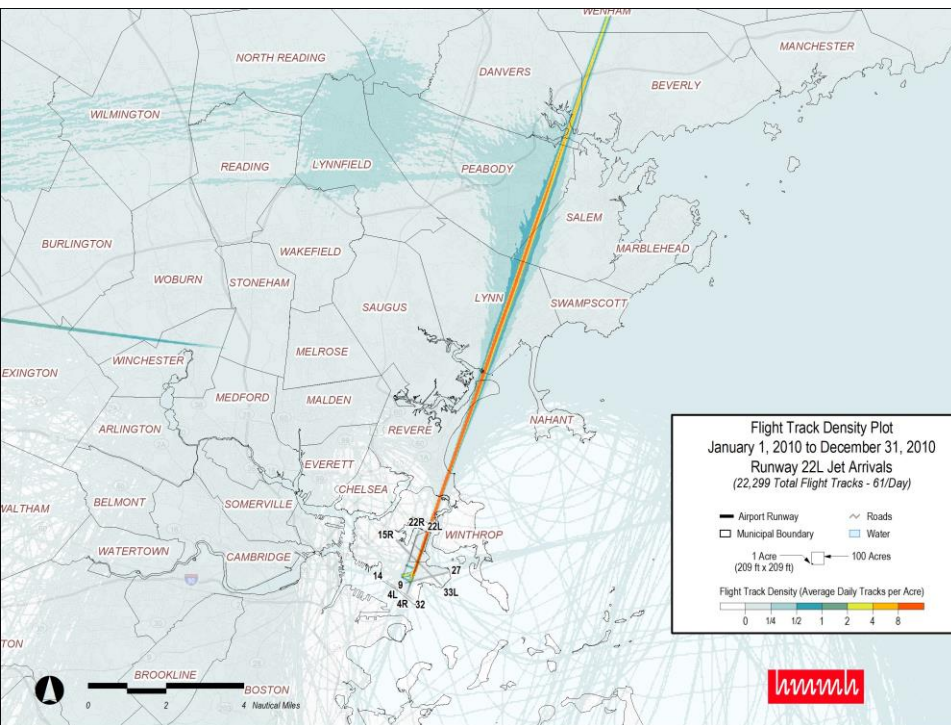 WENHAM
MANCHESTER
NORTH READING
DANVERS
BEVERLY
WILMINGTON
READING
LYNNFIELD
PEABODY
SALEM
BURLINGTON
WAKEFIELD
MARBLEHEAD
WOBURN
STONEHAM
LYNN
SWAMPSCOTT
SAUGUS
MELROSE
WINCHESTER
EXINGTON
MEDFORD
MALDEN
NAHANT
ARLINGTON
REVERE
EVERETT
CHELSEA
BELMONT
SOMERVILLE
WALTHAM
22R
22L
15R
WINTHROP
WATERTOWN
CAMBRIDGE
14
27
9
33L
4L
4R
32
TON
BROOKLINE
BOSTON
0 2 4 Nautical Miles
Flight Track Density Plot
January 1, 2010 to December 31, 2010
Runway 22L Jet Arrivals
(22,299 Total Flight Tracks - 61/Day)
Airport Runway
Roads
Municipal Boundary
Water
1 Acre
(209 ft x 209 ft)
100 Acres
Flight Track Density (Average Daily Tracks per Acre)
0 1/4 1/2 1 2 4 8
hmmh